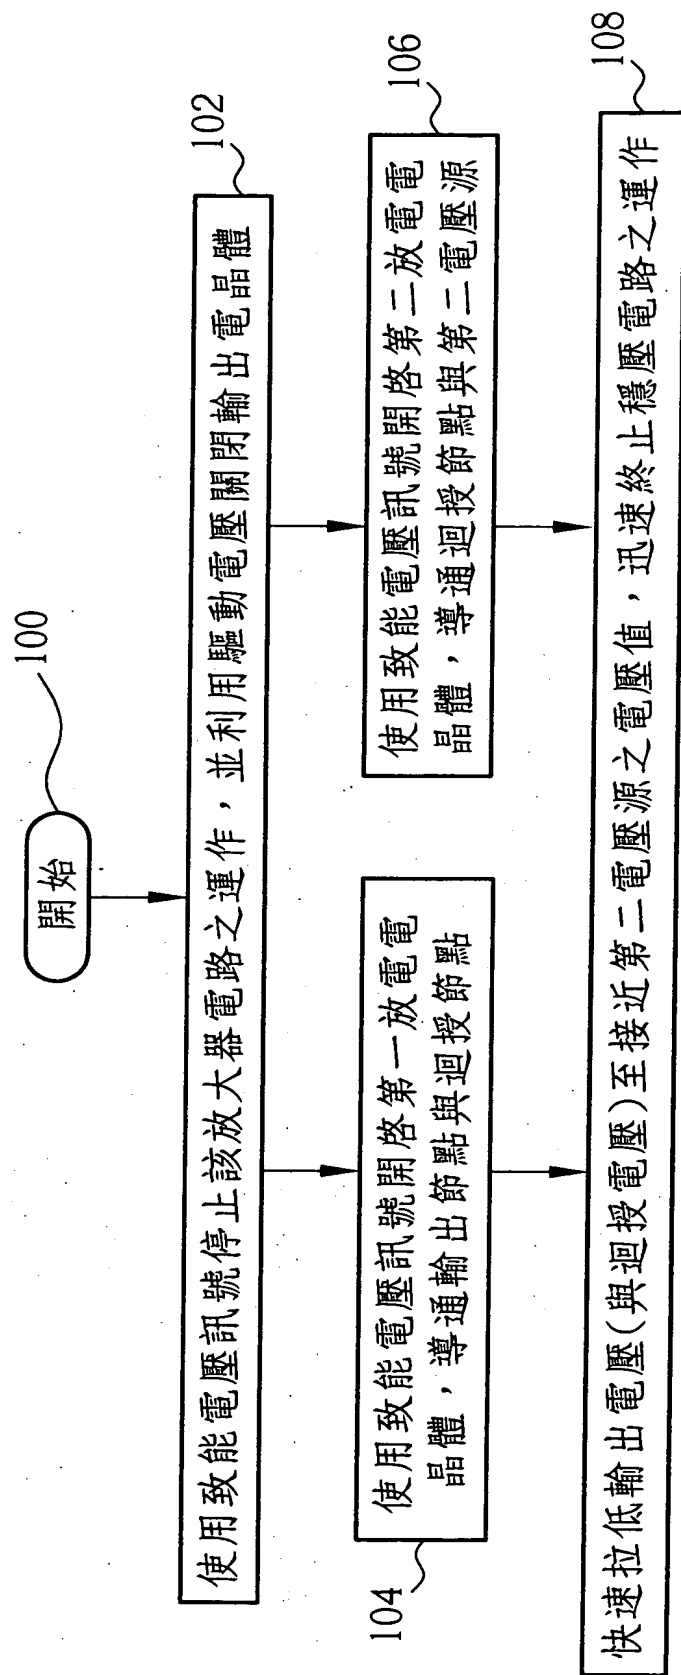 100
開始
102
使用致能電壓訊號停止該放大器電路之運作，並利用驅動電壓關閉輸出電晶體
104
使用致能電壓訊號開啓第一放電電
晶體，導通輸出節點與迴授節點
106
使用致能電壓訊號開啓第二放電電
晶體，導通迴授節點與第二電壓源
108
快速拉低輸出電壓(與迴授電壓)至接近第二電壓源之電壓值，迅速終止穩壓電路之運作